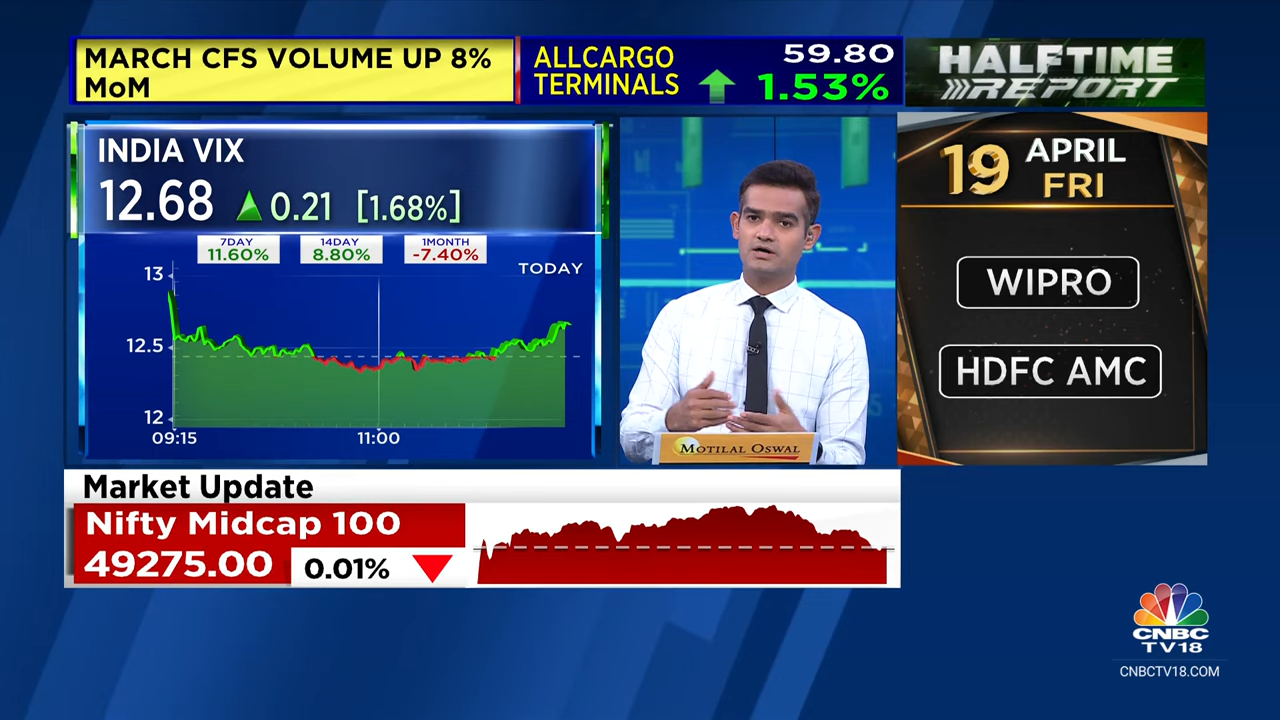 MARCH CFS VOLUME UP 8%
MoM
ALLCARGO
TERMINALS
59.80
1.53%
HALFTIME
REPORT
INDIA VIX
12.68 0.21 [1.68%]
7DAY
11.60%
14DAY
8.80%
1MONTH
-7.40%
TODAY
13
12.5
12
09:15
11:00
MOTILAL OSWAL
19 APRIL
FRI
WIPRO
HDFC AMC
Market Update
Nifty Midcap 100
49275.00
0.01%
CNBC
TV18
CNBCTV18.COM